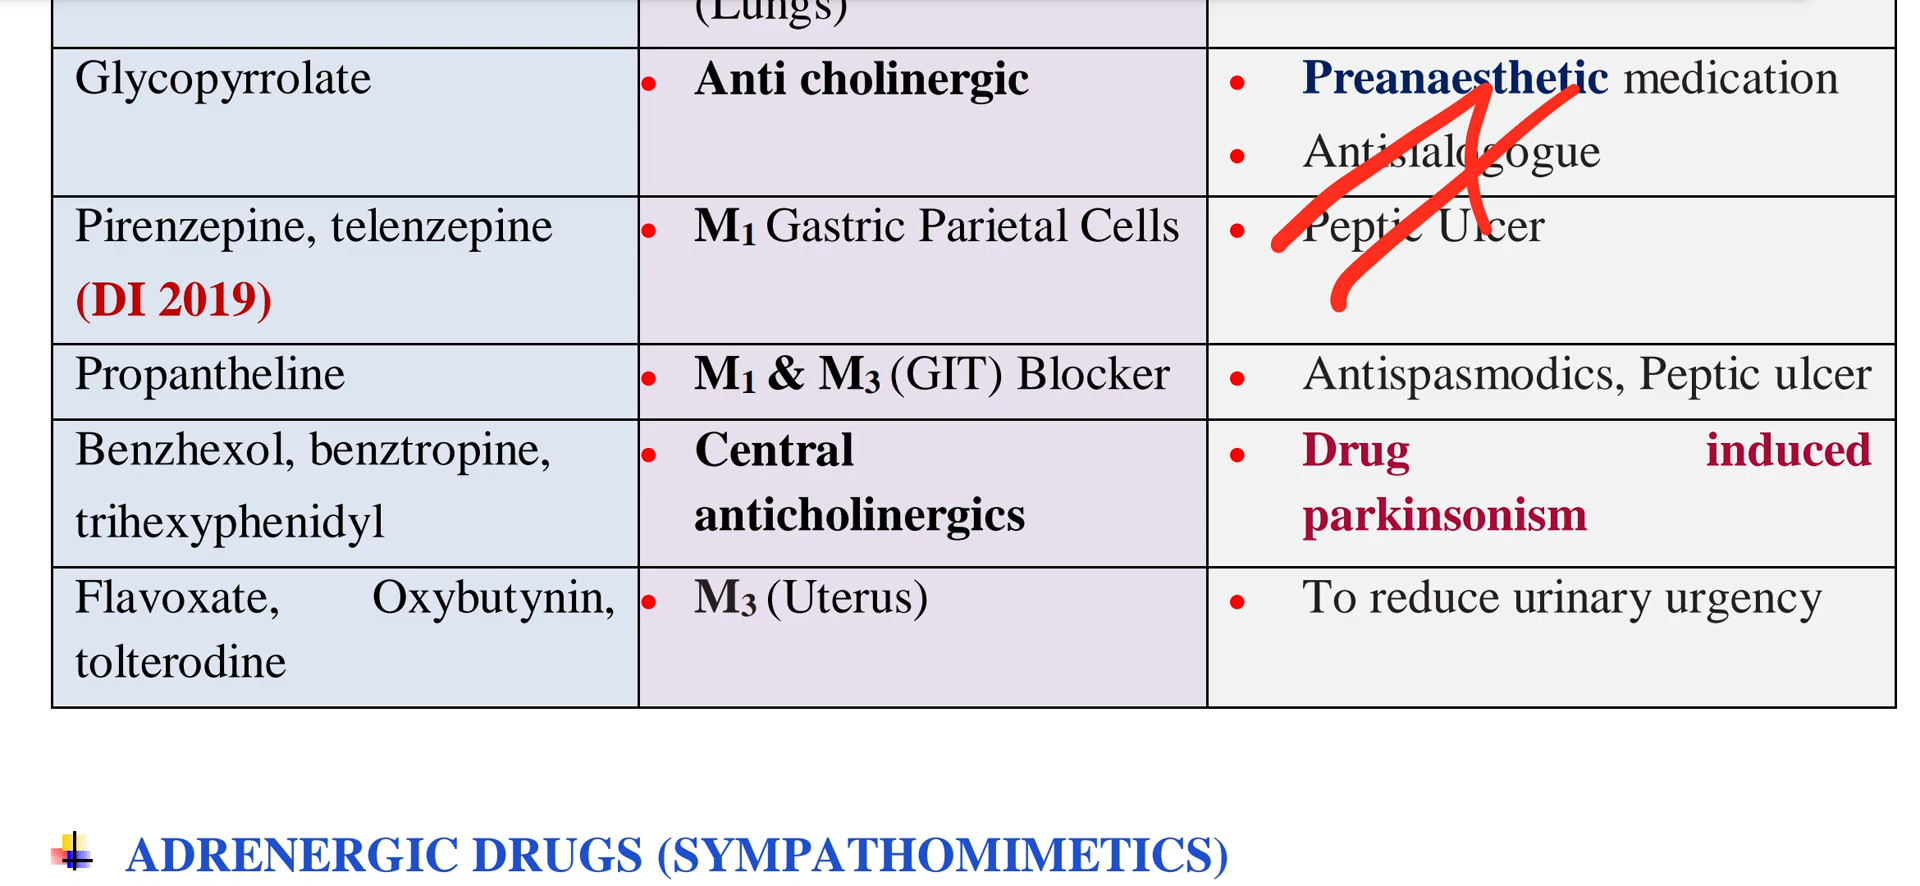 (Lungs)
Glycopyrrolate
• Anti cholinergic
• Preanaesthetic medication
• Antisialogogue
Pirenzepine, telenzepine
(DI 2019)
• M1 Gastric Parietal Cells
• Peptic Ulcer
Propantheline
• M1 & M3 (GIT) Blocker
• Antispasmodics, Peptic ulcer
Benzhexol, benztropine,
trihexyphenidyl
• Central
anticholinergics
• Drug induced
parkinsonism
Flavoxate, Oxybutynin,
tolterodine
• M3 (Uterus)
• To reduce urinary urgency
ADRENERGIC DRUGS (SYMPATHOMIMETICS)